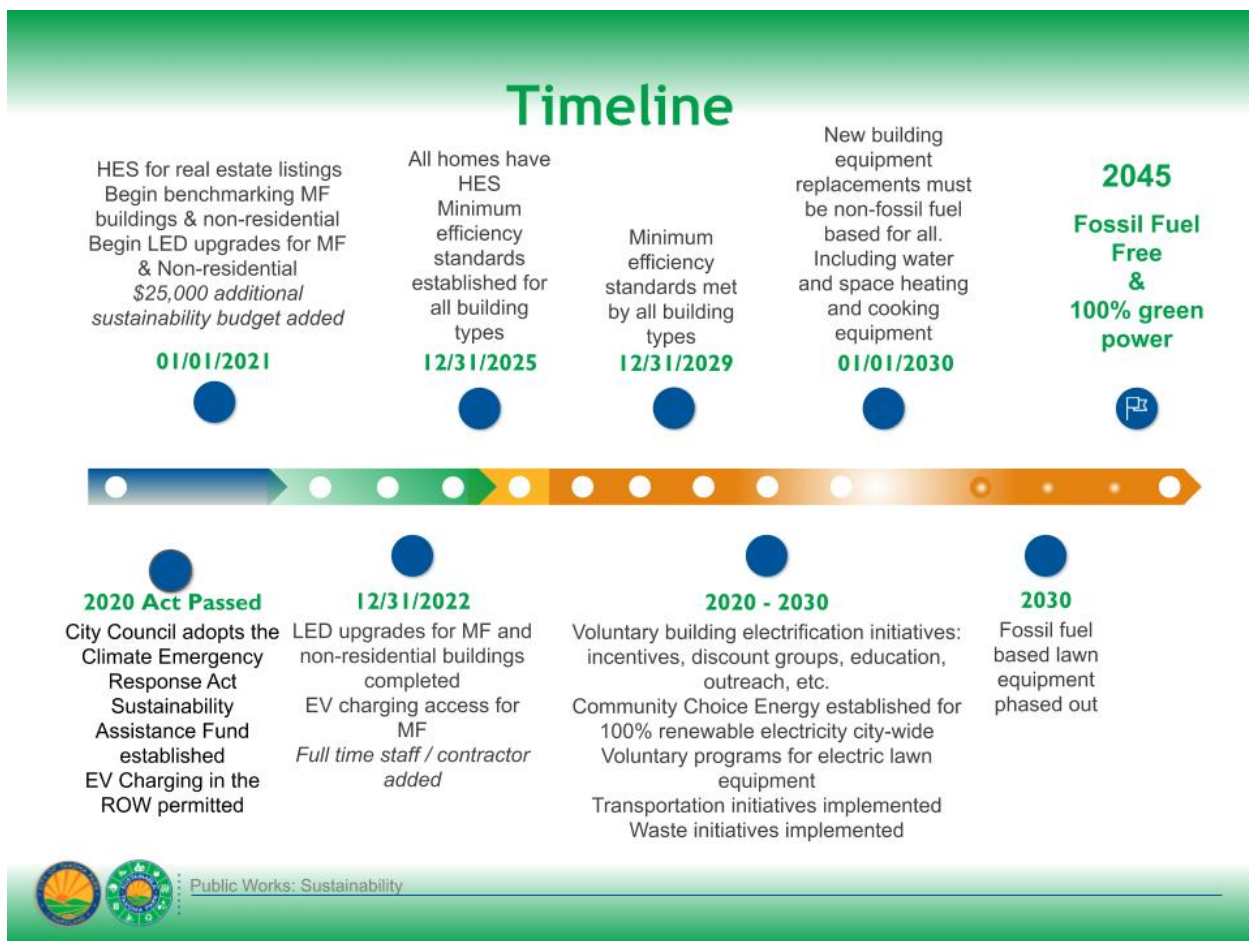 Timeline
HES for real estate listings
Begin benchmarking MF
buildings & non-residential
Begin LED upgrades for MF
& Non-residential
$25,000 additional
sustainability budget added
01/01/2021
All homes have
HES
Minimum
efficiency
standards
established for
all building
types
12/31/2025
Minimum
efficiency
standards met
by all building
types
12/31/2029
New building
equipment
replacements must
be non-fossil fuel
based for all.
Including water
and space heating
and cooking
equipment
01/01/2030
2045
Fossil Fuel
Free
&
100% green
power
2020 Act Passed
City Council adopts the
Climate Emergency
Response Act
Sustainability
Assistance Fund
established
EV Charging in the
ROW permitted
12/31/2022
LED upgrades for MF and
non-residential buildings
completed
EV charging access for
MF
Full time staff / contractor
added
2020 - 2030
Voluntary building electrification initiatives:
incentives, discount groups, education,
outreach, etc.
Community Choice Energy established for
100% renewable electricity city-wide
Voluntary programs for electric lawn
equipment
Transportation initiatives implemented
Waste initiatives implemented
2030
Fossil fuel
based lawn
equipment
phased out
Public Works: Sustainability